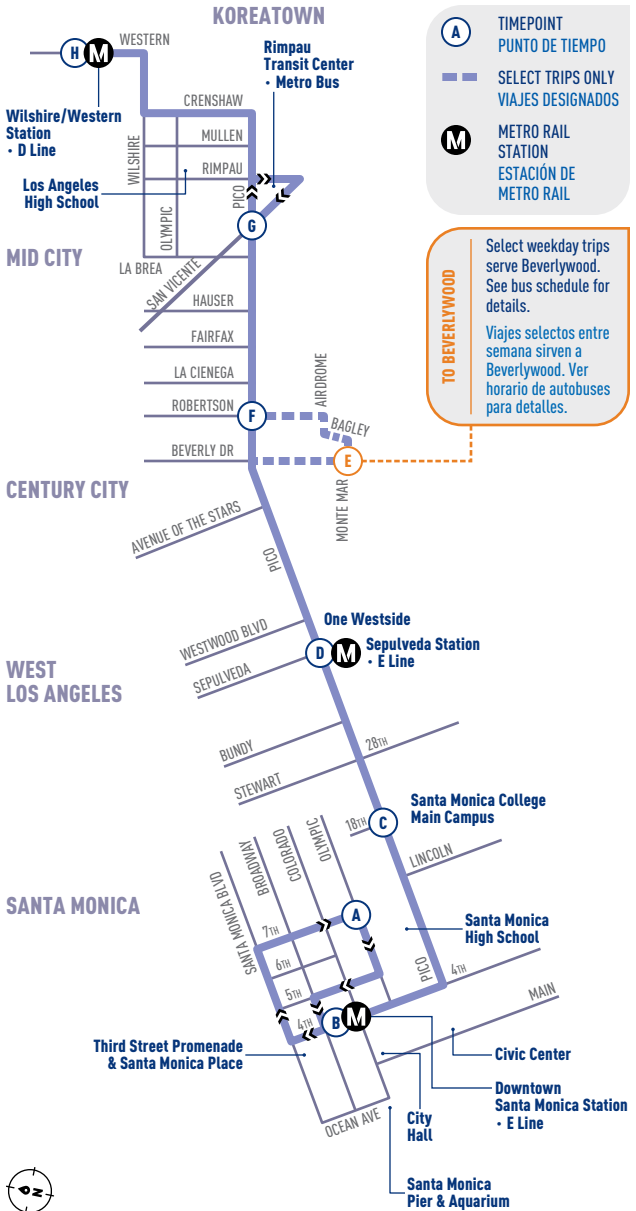 KOREATOWN
H
M
WESTERN
Wilshire/Western
Station
• D Line
Rimpau
Transit Center
• Metro Bus
CRENSHAW
MULLEN
RIMPAU
WILSHIRE
OLYMPIC
PICO
Los Angeles
High School
G
MID CITY
LA BREA
SAN VICENTE
HAUSER
FAIRFAX
LA CIENEGA
ROBERTSON
F
AIRDROME
BAGLEY
BEVERLY DR
E
MONTE MAR
CENTURY CITY
AVENUE OF THE STARS
PICO
One Westside
WESTWOOD BLVD
D
M
Sepulveda Station
• E Line
SEPULVEDA
WEST
LOS ANGELES
BUNDY
28TH
STEWART
18TH
C
Santa Monica College
Main Campus
LINCOLN
SANTA MONICA
SANTA MONICA BLVD
BROADWAY
COLORADO
OLYMPIC
A
7TH
6TH
5TH
4TH
B
M
Santa Monica
High School
PICO
4TH
MAIN
Third Street Promenade
& Santa Monica Place
Civic Center
Downtown
Santa Monica Station
• E Line
City
Hall
OCEAN AVE
Santa Monica
Pier & Aquarium
N
A
TIMEPOINT
PUNTO DE TIEMPO
SELECT TRIPS ONLY
VIAJES DESIGNADOS
M
METRO RAIL
STATION
ESTACIÓN DE
METRO RAIL
TO BEVERLYWOOD
Select weekday trips
serve Beverlywood.
See bus schedule for
details.
Viajes selectos entre
semana sirven a
Beverlywood. Ver
horario de autobuses
para detalles.